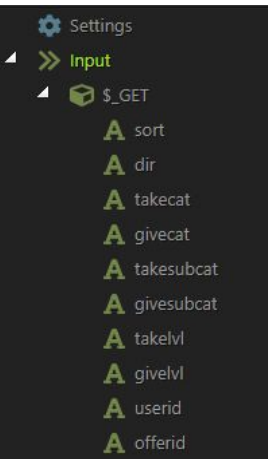 Settings
Input
$_GET
A sort
A dir
A takecat
A givecat
A takesubcat
A givesubcat
A takelvl
A givelvl
A userid
A offerid